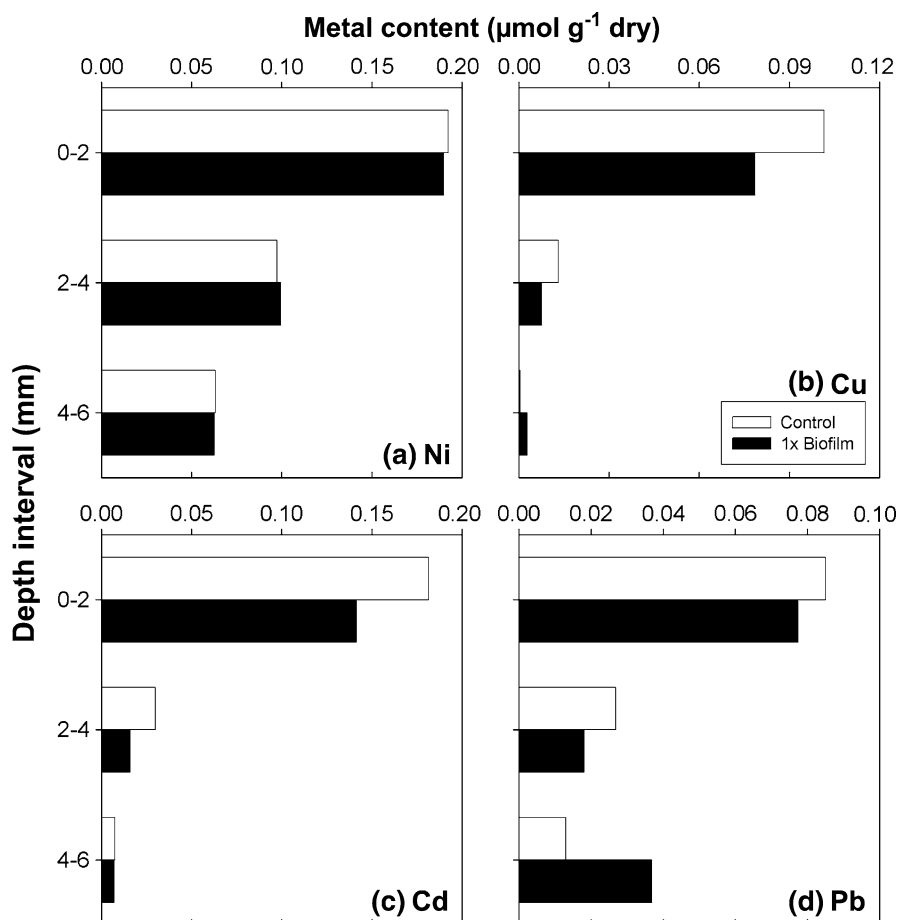 Metal content (µmol g⁻¹ dry)
0.00 0.05 0.10 0.15 0.20
0.00 0.03 0.06 0.09 0.12
0-2
2-4
4-6
(a) Ni
(b) Cu
Control
1x Biofilm
Depth interval (mm)
0.00 0.05 0.10 0.15 0.20
0.00 0.02 0.04 0.06 0.08 0.10
0-2
2-4
4-6
(c) Cd
(d) Pb